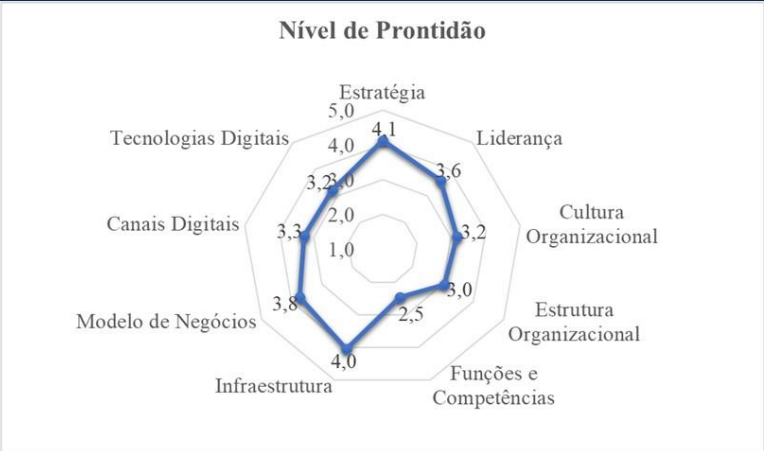 Nível de Prontidão
Estratégia
5,0
4,1
Tecnologias Digitais
4,0
Liderança
3,6
3,2
3,0
Canais Digitais
3,3
2,0
3,2
Cultura
Organizacional
1,0
3,8
3,0
Modelo de Negócios
2,5
Estrutura
Organizacional
4,0
Infraestrutura
Funções e
Competências